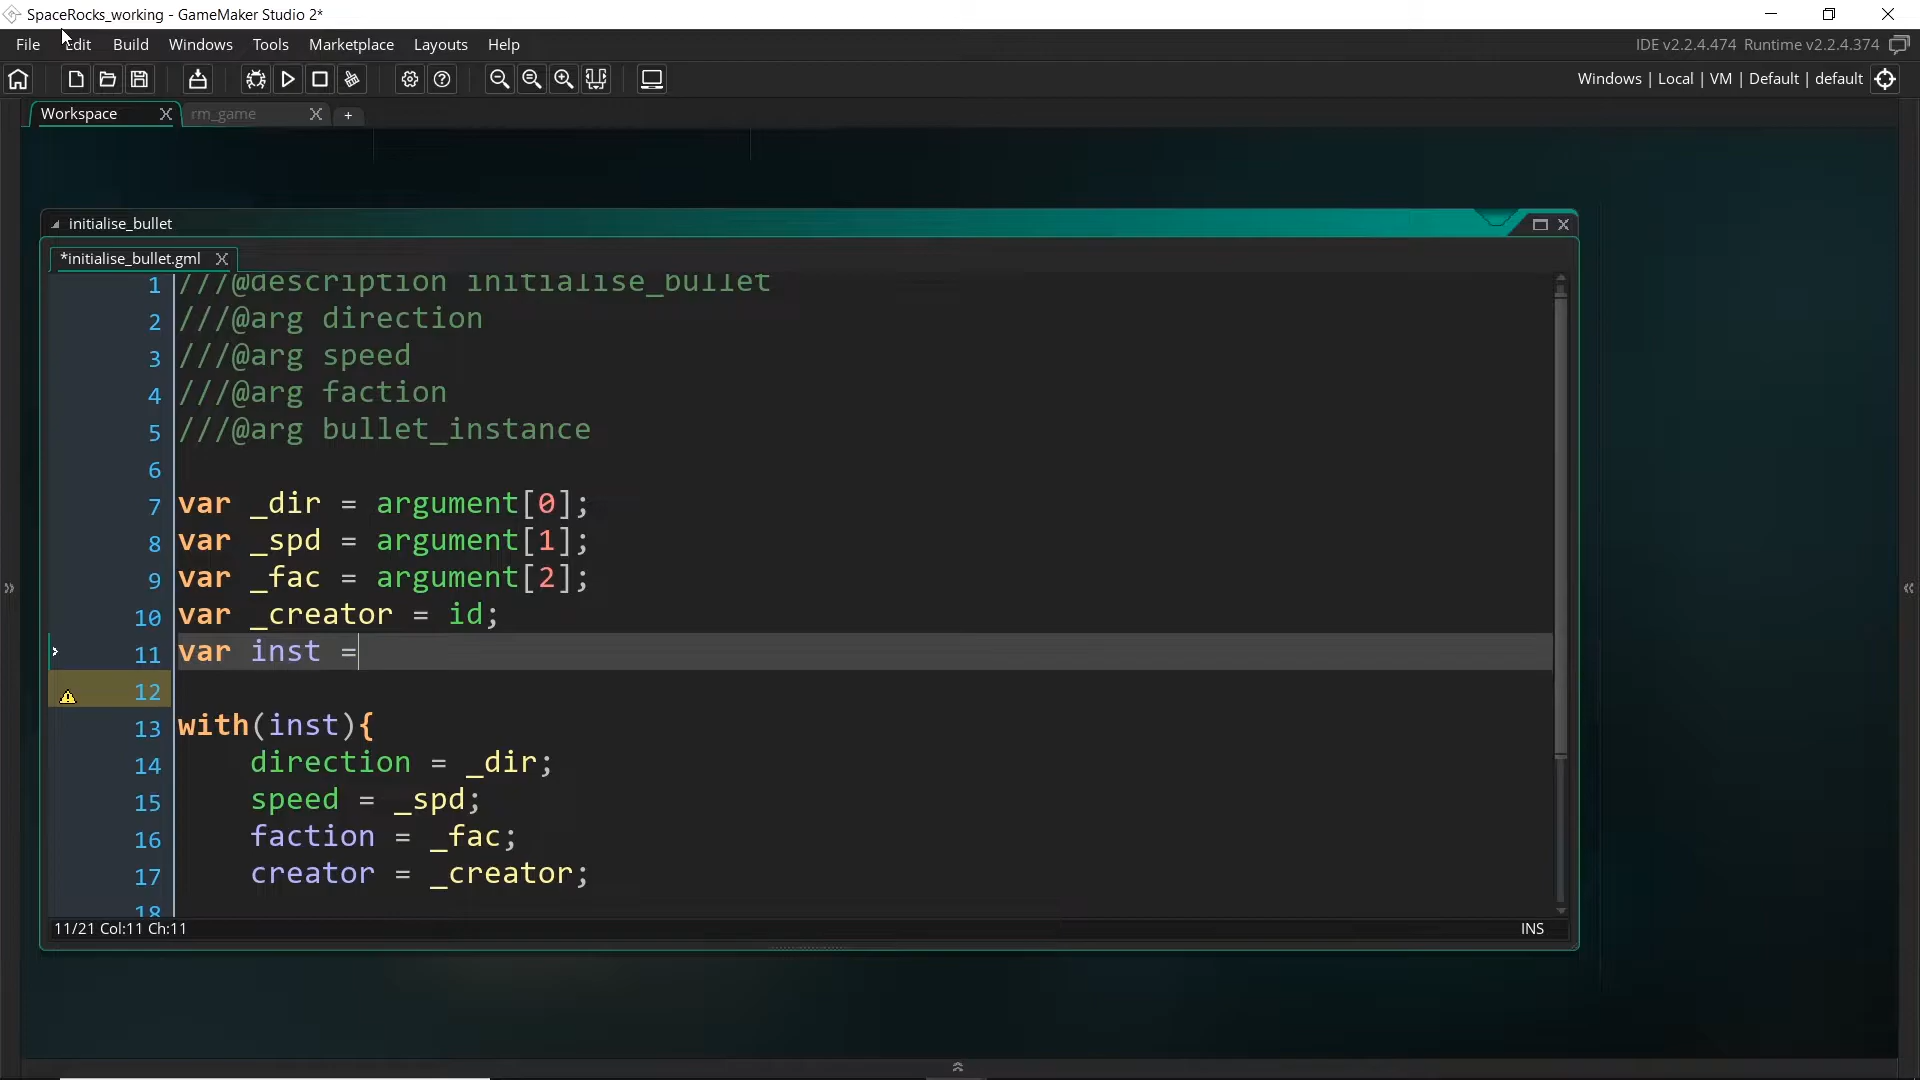 SpaceRocks_working - GameMaker Studio 2*
File Edit Build Windows Tools Marketplace Layouts Help
IDE v2.2.4.474 Runtime v2.2.4.374
Windows | Local | VM | Default | default
Workspace
rm_game
initialise_bullet
*initialise_bullet.gml
1 ///@description initialise_bullet
2 ///@arg direction
3 ///@arg speed
4 ///@arg faction
5 ///@arg bullet_instance
6
7 var _dir = argument[0];
8 var _spd = argument[1];
9 var _fac = argument[2];
10 var _creator = id;
11 var inst =
12
13 with(inst){
14 direction = _dir;
15 speed = _spd;
16 faction = _fac;
17 creator = _creator;
18
11/21 Col:11 Ch:11
INS